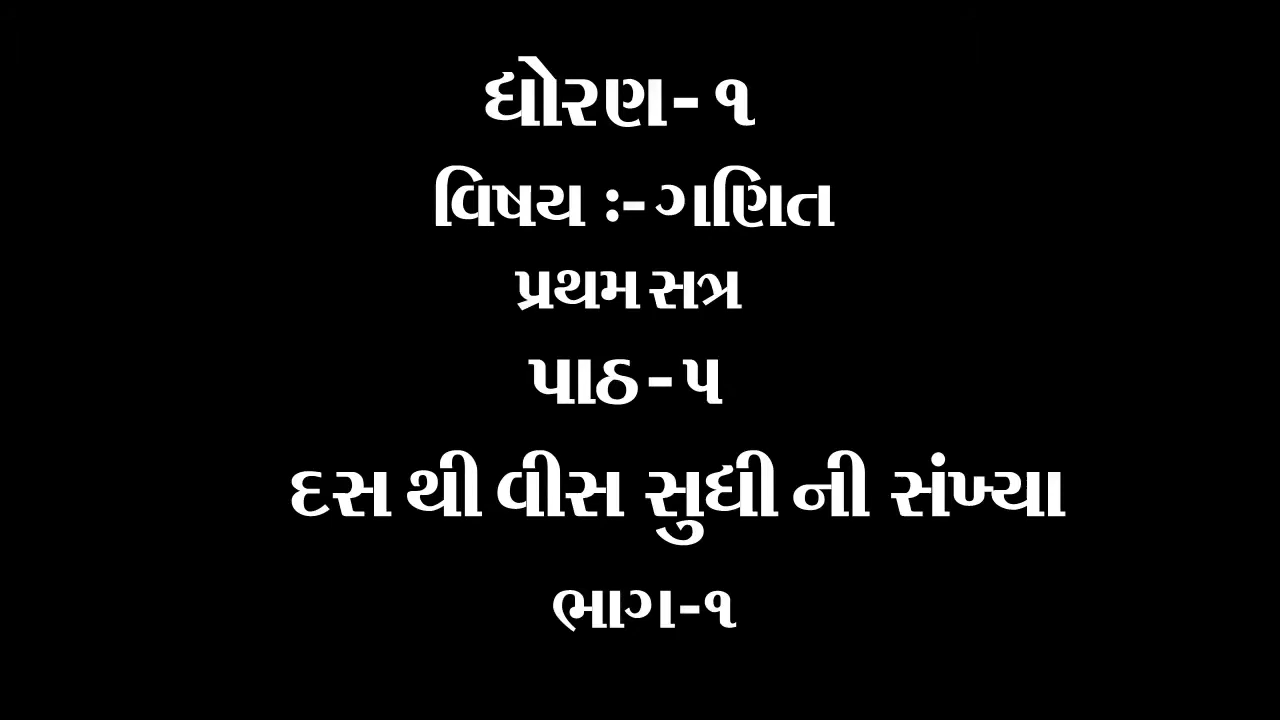 ધોરણ- ૧
વિષય :- ગણિત
પ્રથમ સત્ર
પાઠ - ૫
દસ થી વીસ સુધી ની સંખ્યા
ભાગ-૧